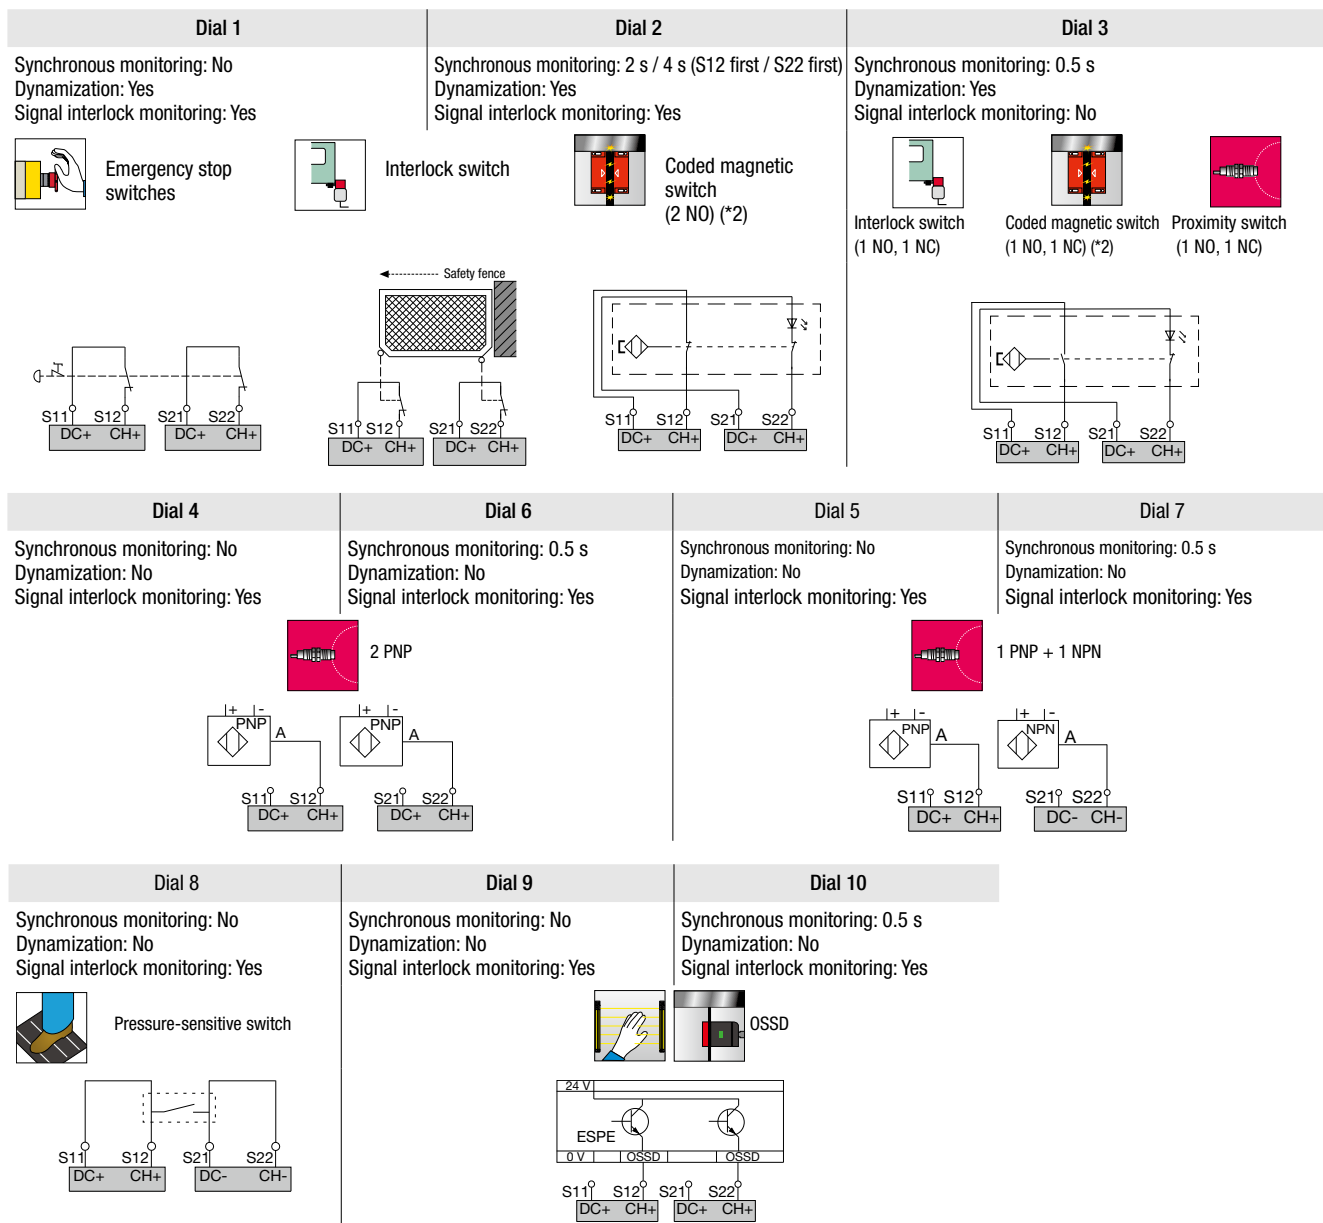 Dial 1
Synchronous monitoring: No
Dynamization: Yes
Signal interlock monitoring: Yes
Dial 2
Synchronous monitoring: 2 s / 4 s (S12 first / S22 first)
Dynamization: Yes
Signal interlock monitoring: Yes
Emergency stop
switches
Interlock switch
Coded magnetic
switch
(2 NO) (*2)
Safety fence
S11 S12 S21 S22
DC+ CH+ DC+ CH+
S11 S12 S21 S22
DC+ CH+ DC+ CH+
S11 S12 S21 S22
DC+ CH+ DC+ CH+
Dial 3
Synchronous monitoring: 0.5 s
Dynamization: Yes
Signal interlock monitoring: No
Interlock switch
(1 NO, 1 NC)
Coded magnetic switch
(1 NO, 1 NC) (*2)
Proximity switch
(1 NO, 1 NC)
S11 S12 S21 S22
DC+ CH+ DC+ CH+
Dial 4
Synchronous monitoring: No
Dynamization: No
Signal interlock monitoring: Yes
Dial 6
Synchronous monitoring: 0.5 s
Dynamization: No
Signal interlock monitoring: Yes
2 PNP
+ - + -
PNP A PNP A
S11 S12 S21 S22
DC+ CH+ DC+ CH+
Dial 5
Synchronous monitoring: No
Dynamization: No
Signal interlock monitoring: Yes
Dial 7
Synchronous monitoring: 0.5 s
Dynamization: No
Signal interlock monitoring: Yes
1 PNP + 1 NPN
+ - + -
PNP A NPN A
S11 S12 S21 S22
DC+ CH+ DC- CH-
Dial 8
Synchronous monitoring: No
Dynamization: No
Signal interlock monitoring: Yes
Pressure-sensitive switch
S11 S12 S21 S22
DC+ CH+ DC- CH-
Dial 9
Synchronous monitoring: No
Dynamization: No
Signal interlock monitoring: Yes
Dial 10
Synchronous monitoring: 0.5 s
Dynamization: No
Signal interlock monitoring: Yes
OSSD
24 V
ESPE
0 V OSSD OSSD
S11 S12 S21 S22
DC+ CH+ DC+ CH+